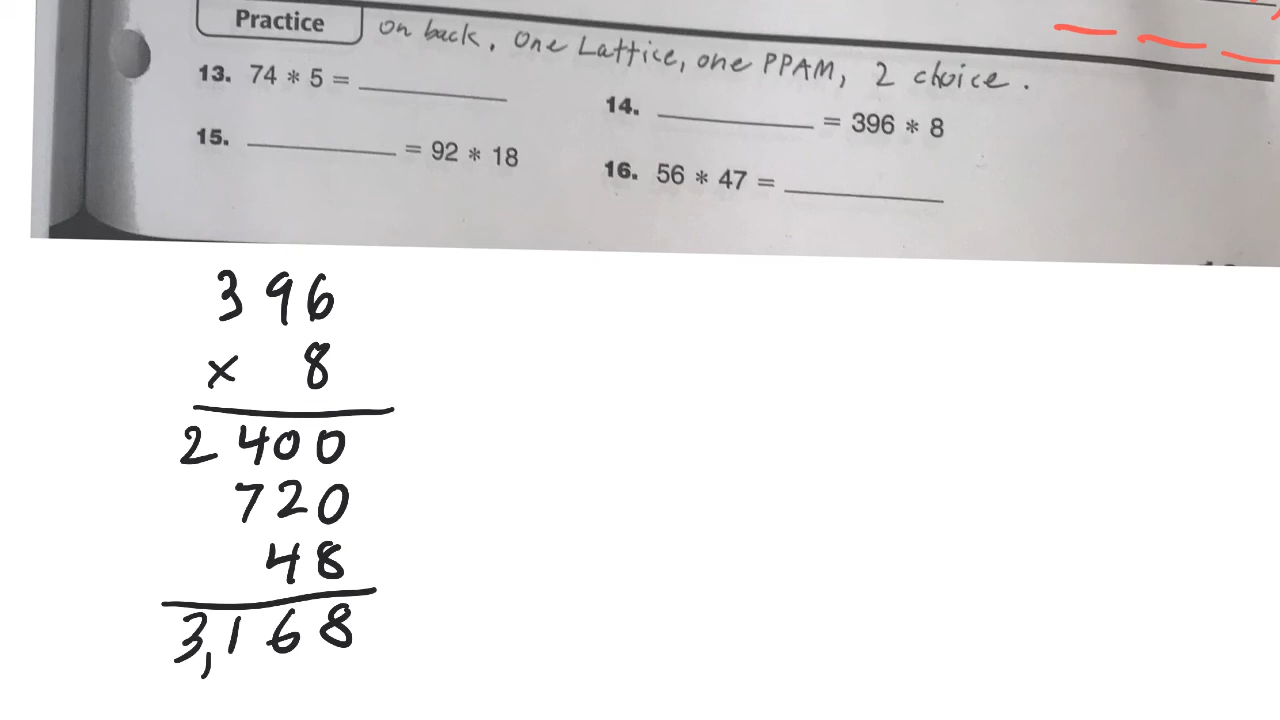 Practice on back. One Lattice, one PPAM, 2 choice.
13. 74 * 5 = ________
14. ________ = 396 * 8
15. ________ = 92 * 18
16. 56 * 47 = ________
396
x 8
2400
720
48
3,168